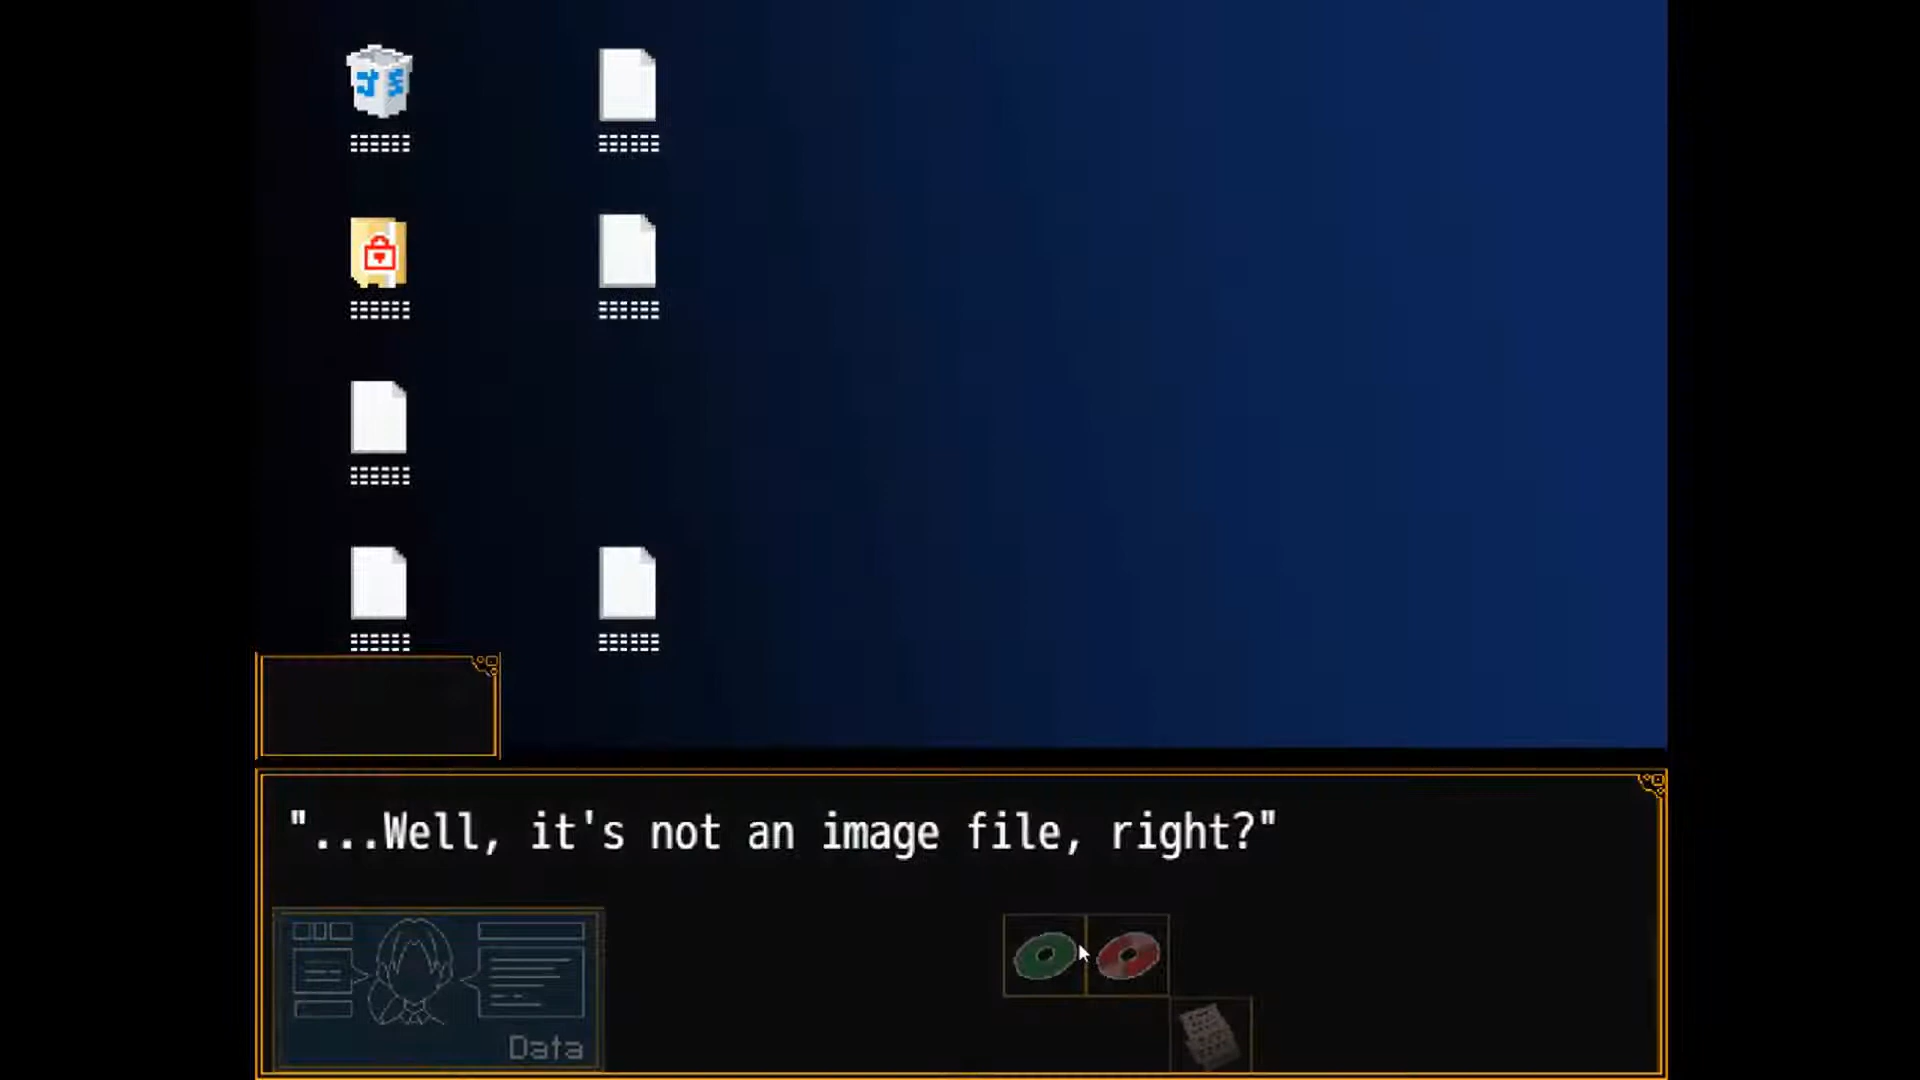 "...Well, it's not an image file, right?"
Data